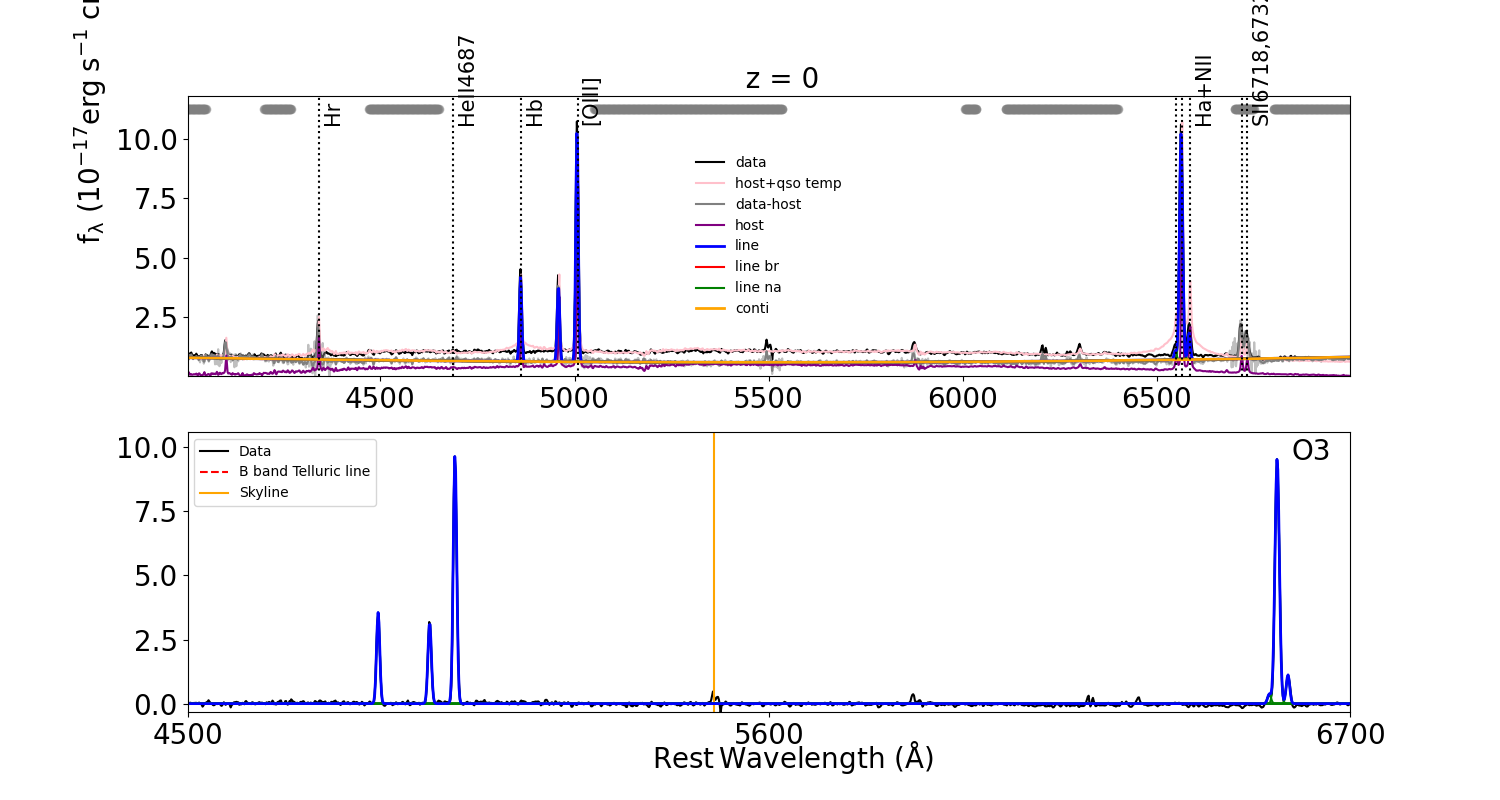 f_λ (10^−17 erg s^−1 c
z = 0
Hr
HeII4687
Hb
[OIII]
Ha+NII
SII6718,673
10.0
7.5
5.0
2.5
data
host+qso temp
data-host
host
line
line br
line na
conti
4500
5000
5500
6000
6500
O3
Data
B band Telluric line
Skyline
10.0
7.5
5.0
2.5
0.0
4500
5600
6700
Rest Wavelength (Å)